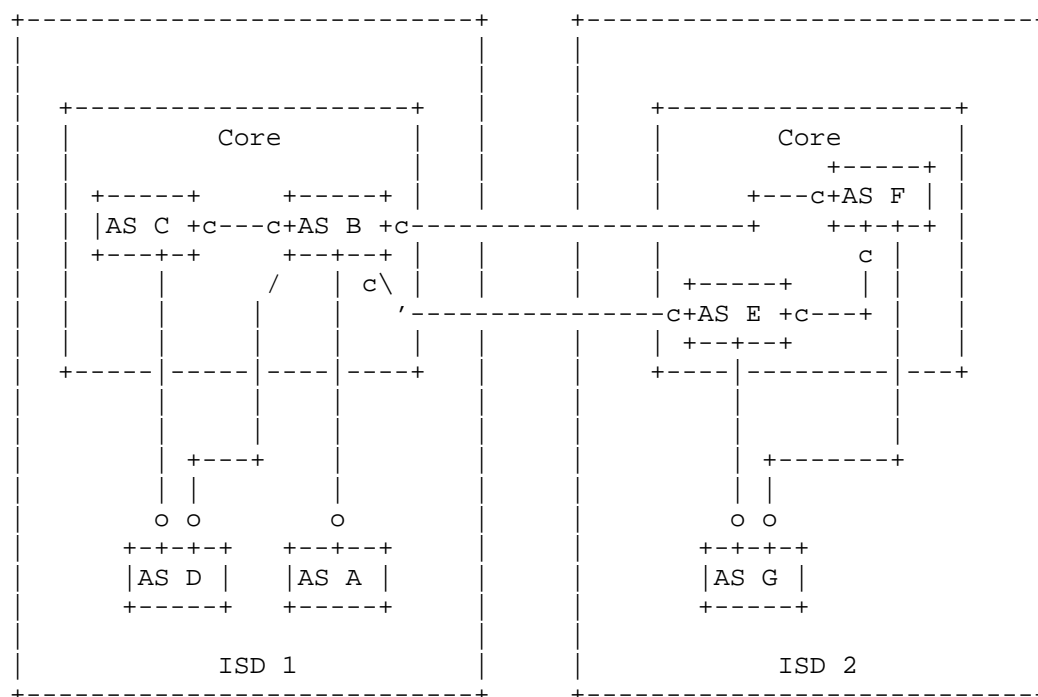 Core Core
AS F
AS C c c AS B c c
c
c
c AS E c
o o o o o
AS D AS A AS G
ISD 1 ISD 2